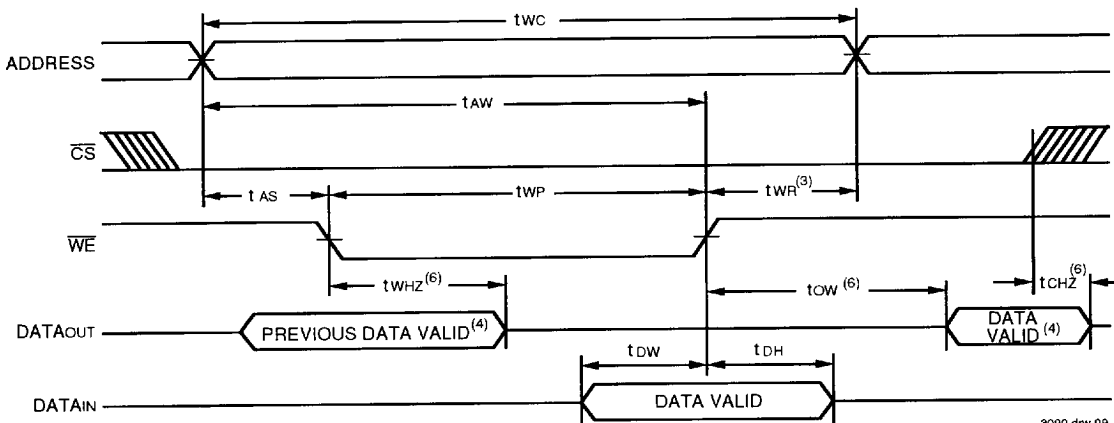 tWC
ADDRESS
tAW
CS
tAS
tWP
tWR(3)
WE
tWHZ(6)
tOW(6)
tCHZ(6)
DATAOUT
PREVIOUS DATA VALID(4)
DATA
VALID(4)
tDW
tDH
DATAIN
DATA VALID